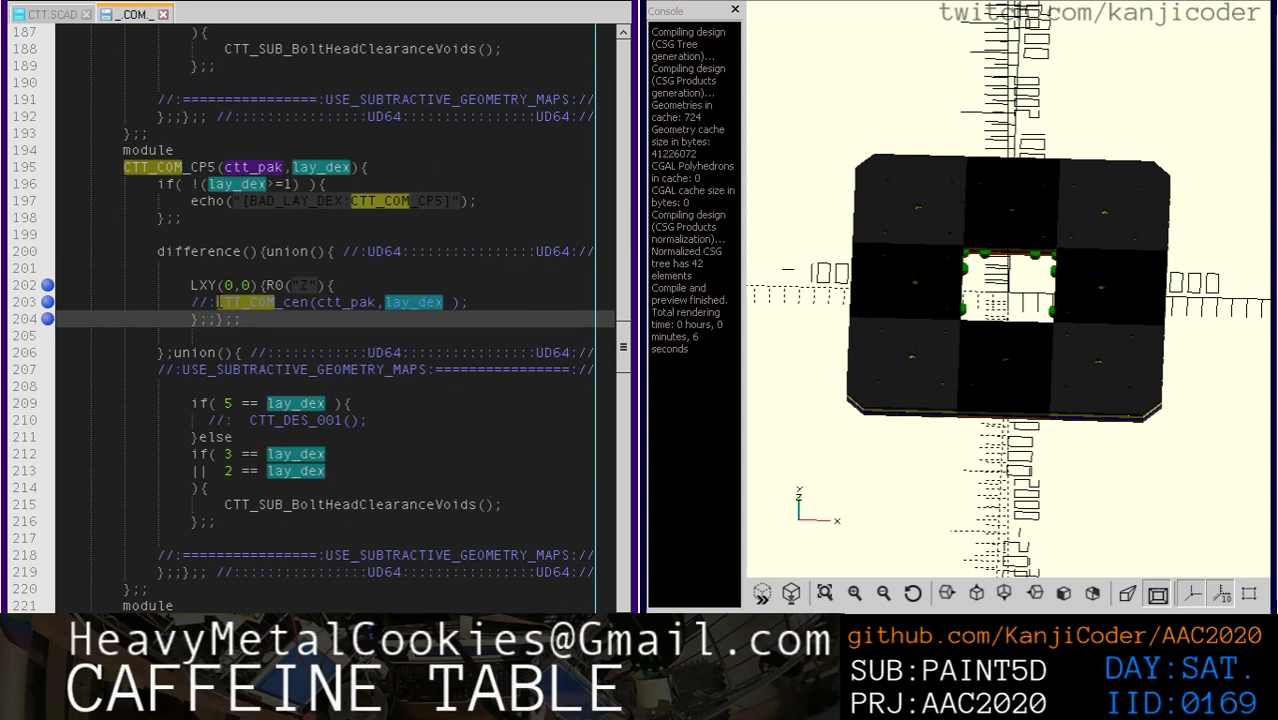 CTT.SCAD
_.COM._
187 ){
188 CTT_SUB_BoltHeadClearanceVoids();
189 };;
190
191 //:================:USE_SUBTRACTIVE_GEOMETRY_MAPS://
192 };;};; //::::::::::::::::UD64::::::::::::::::UD64://
193 };;
194 module
195 CTT_COM_CP5(ctt_pak,lay_dex){
196 if( !(lay_dex>=1) ){
197 echo("[BAD_LAY_DEX:CTT_COM_CP5]");
198 };;
199
200 difference(){union(){ //:UD64::::::::::::::::UD64://
201
202 LXY(0,0){R0("Z"){
203 //:CTT_COM_cen(ctt_pak,lay_dex );
204 };;};;
205
206 };union(){ //:::::::::::UD64::::::::::::::::UD64://
207 //:USE_SUBTRACTIVE_GEOMETRY_MAPS:================://
208
209 if( 5 == lay_dex ){
210 //: CTT_DES_001();
211 }else
212 if( 3 == lay_dex
213 || 2 == lay_dex
214 ){
215 CTT_SUB_BoltHeadClearanceVoids();
216 };;
217
218 //:================:USE_SUBTRACTIVE_GEOMETRY_MAPS://
219 };;};; //::::::::::::::::UD64::::::::::::::::UD64://
220 };;
221 module
Console
Compiling design
(CSG Tree
generation)...
Compiling design
(CSG Products
generation)...
Geometries in
cache: 724
Geometry cache
size in bytes:
41226072
CGAL Polyhedrons
in cache: 0
CGAL cache size in
bytes: 0
Compiling design
(CSG Products
normalization)...
Normalized CSG
tree has 42
elements
Compile and
preview finished.
Total rendering
time: 0 hours, 0
minutes, 6
seconds
twitch.com/kanjicoder
Y
Z
X
10
HeavyMetalCookies@Gmail.com
CAFFEINE TABLE
github.com/KanjiCoder/AAC2020
SUB:PAINT5D
DAY:SAT.
PRJ:AAC2020
IID:0169